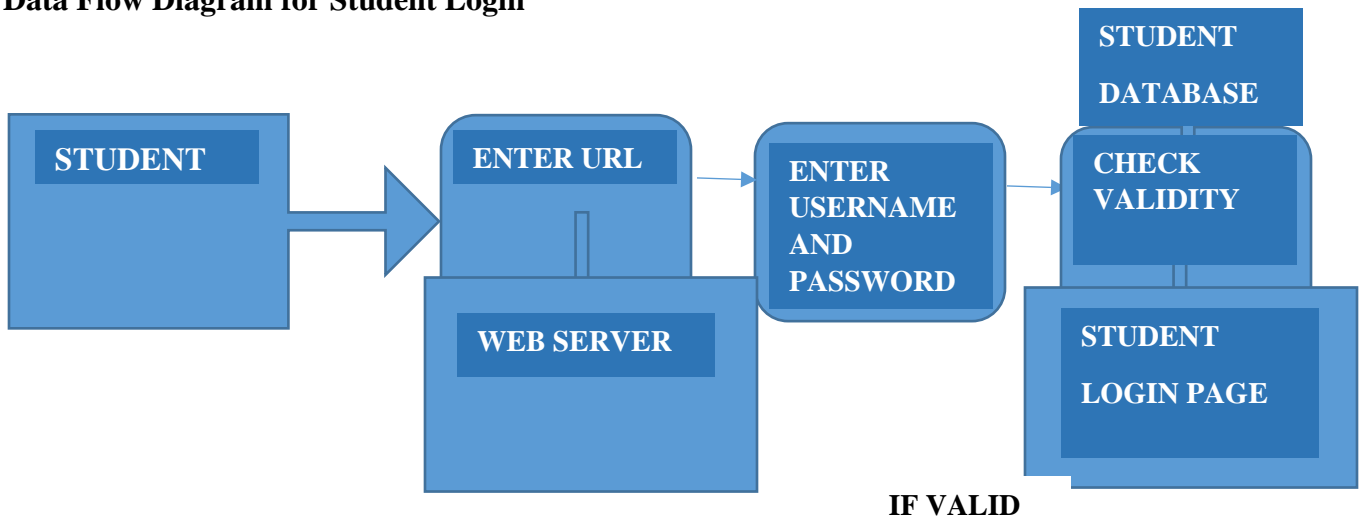 Data Flow Diagram for Student Login
STUDENT
DATABASE
STUDENT
ENTER URL
ENTER
USERNAME
AND
PASSWORD
CHECK
VALIDITY
WEB SERVER
STUDENT
LOGIN PAGE
IF VALID